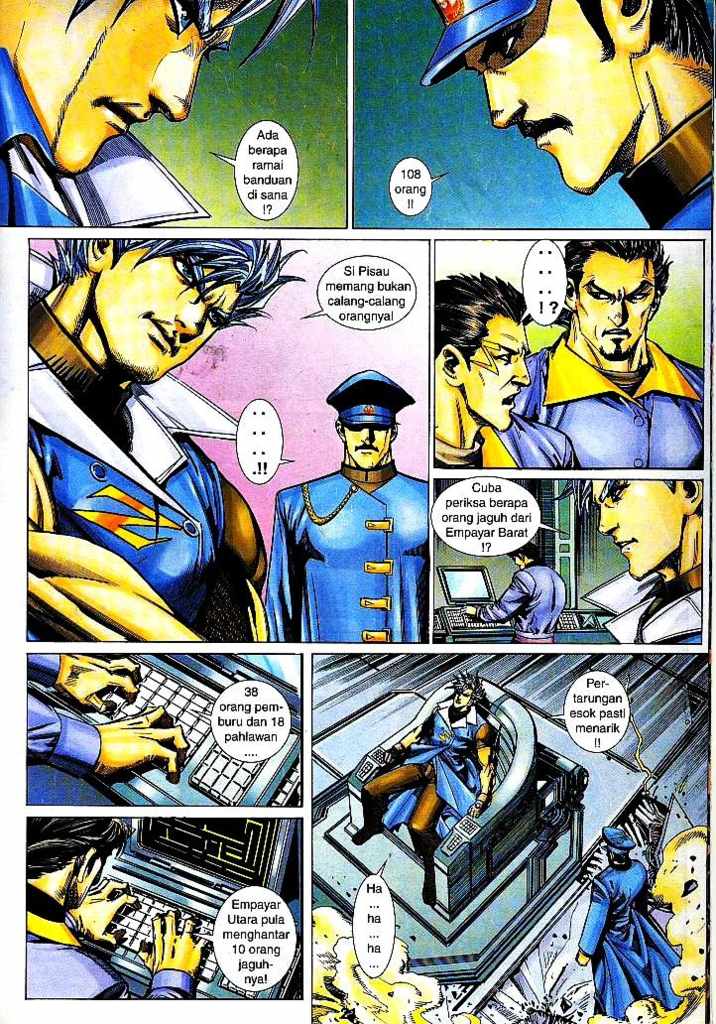 Ada
berapa
ramai
banduan
di sana
!?
108
orang
!!
Si Pisau
memang bukan
calang-calang
orangnya!
. .
. .
. .
. .
.!!
. .
. .
. .
. .
. !?
Cuba
periksa berapa
orang jaguh dari
Empayar Barat
!?
38
orang pem-
buru dan 18
pahlawan
....
Empayar
Utara pula
menghantar
10 orang
jaguh-
nya!
Per-
tarungan
esok pasti
menarik
!!
Ha
...
ha
...
ha
...